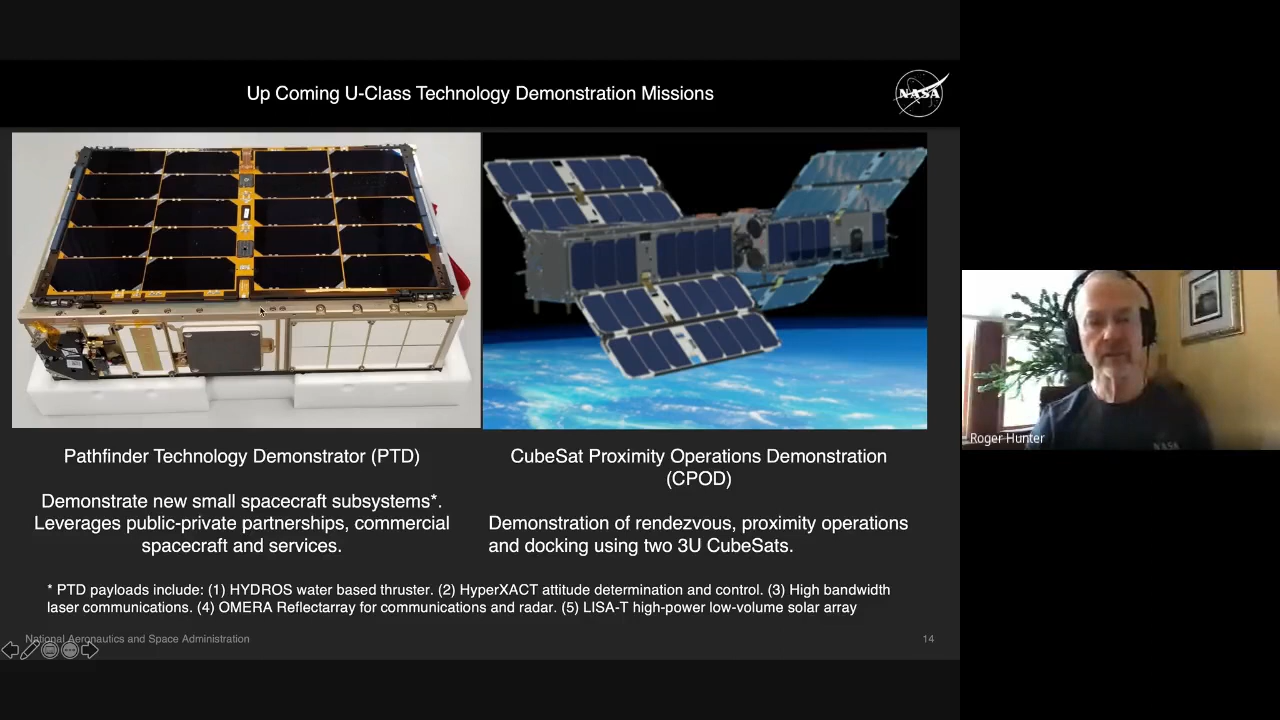 Up Coming U-Class Technology Demonstration Missions
NASA
Pathfinder Technology Demonstrator (PTD)
Demonstrate new small spacecraft subsystems*.
Leverages public-private partnerships, commercial
spacecraft and services.
CubeSat Proximity Operations Demonstration
(CPOD)
Demonstration of rendezvous, proximity operations
and docking using two 3U CubeSats.
* PTD payloads include: (1) HYDROS water based thruster. (2) HyperXACT attitude determination and control. (3) High bandwidth
laser communications. (4) OMERA Reflectarray for communications and radar. (5) LISA-T high-power low-volume solar array
National Aeronautics and Space Administration
14
Roger Hunter
NASA